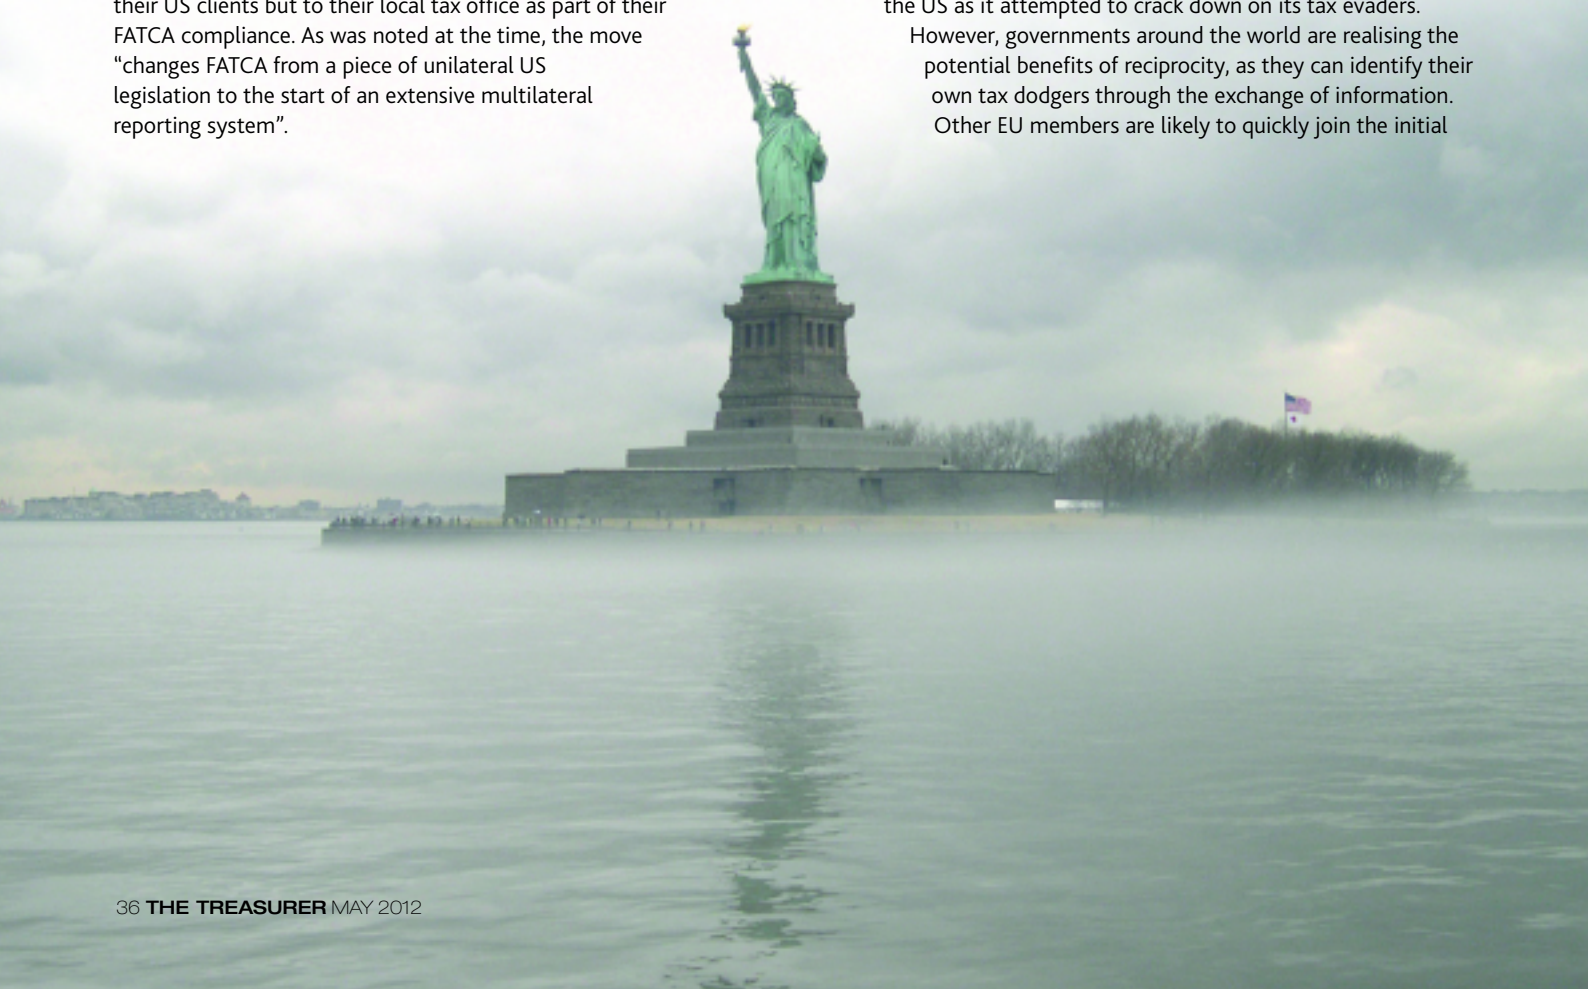 their US clients but to their local tax office as part of their
FATCA compliance. As was noted at the time, the move
“changes FATCA from a piece of unilateral US
legislation to the start of an extensive multilateral
reporting system”.
the US as it attempted to crack down on its tax evaders.
However, governments around the world are realising the
potential benefits of reciprocity, as they can identify their
own tax dodgers through the exchange of information.
Other EU members are likely to quickly join the initial
36 THE TREASURER MAY 2012